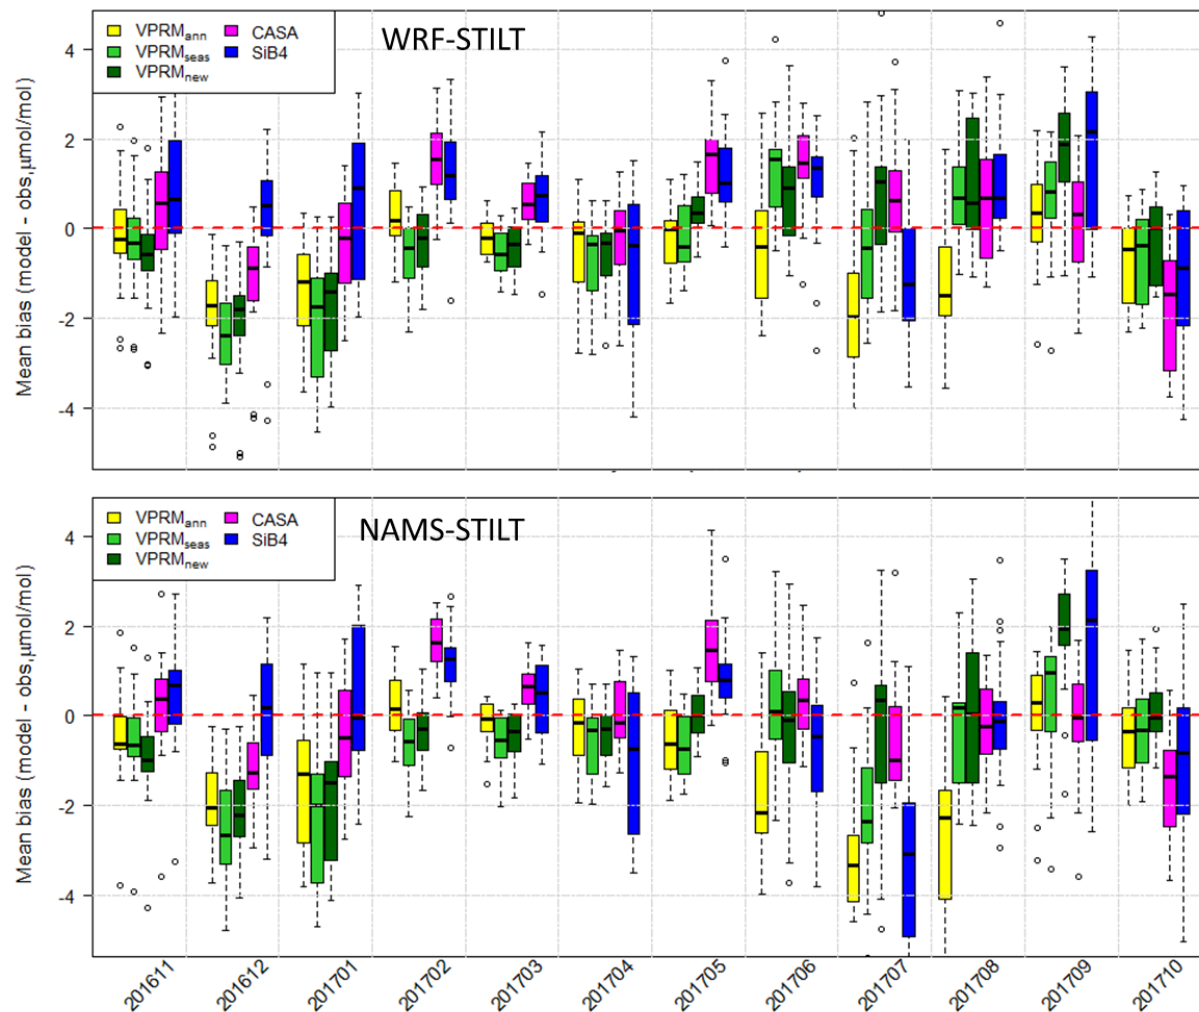 VPRMann CASA
VPRMseas SiB4
VPRMnew
WRF-STILT
Mean bias (model - obs,μmol/mol)
4
2
0
-2
-4
VPRMann CASA
VPRMseas SiB4
VPRMnew
NAMS-STILT
Mean bias (model - obs,μmol/mol)
4
2
0
-2
-4
201611 201612 201701 201702 201703 201704 201705 201706 201707 201708 201709 201710